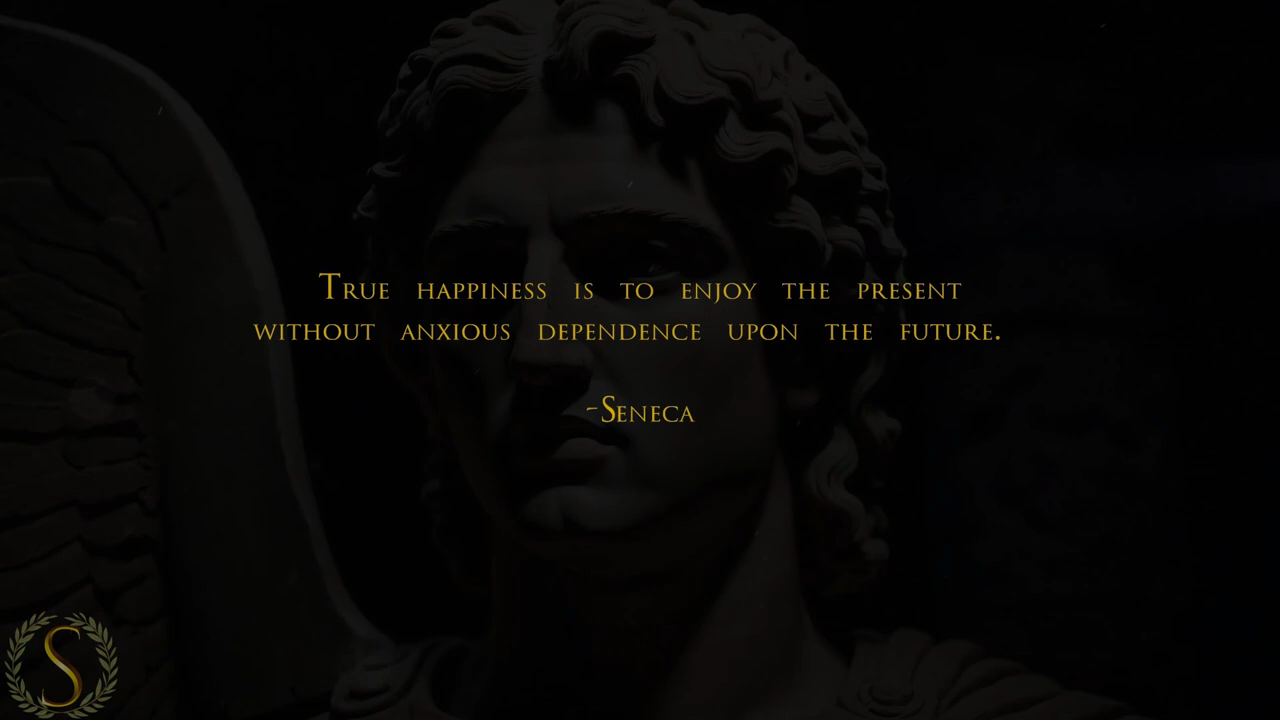 True happiness is to enjoy the present
without anxious dependence upon the future.
-Seneca
S